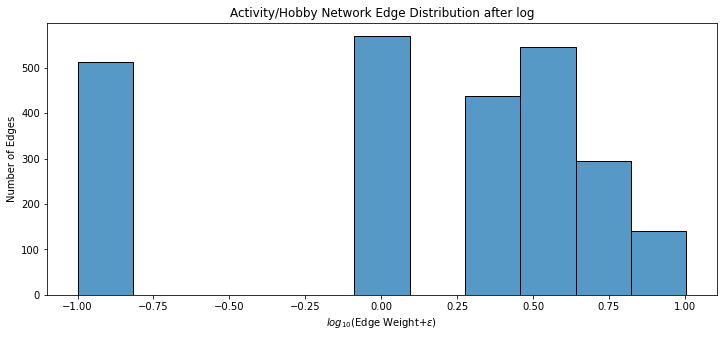 Activity/Hobby Network Edge Distribution after log
Number of Edges
500
400
300
200
100
0
−1.00 −0.75 −0.50 −0.25 0.00 0.25 0.50 0.75 1.00
log₁₀(Edge Weight+ε)